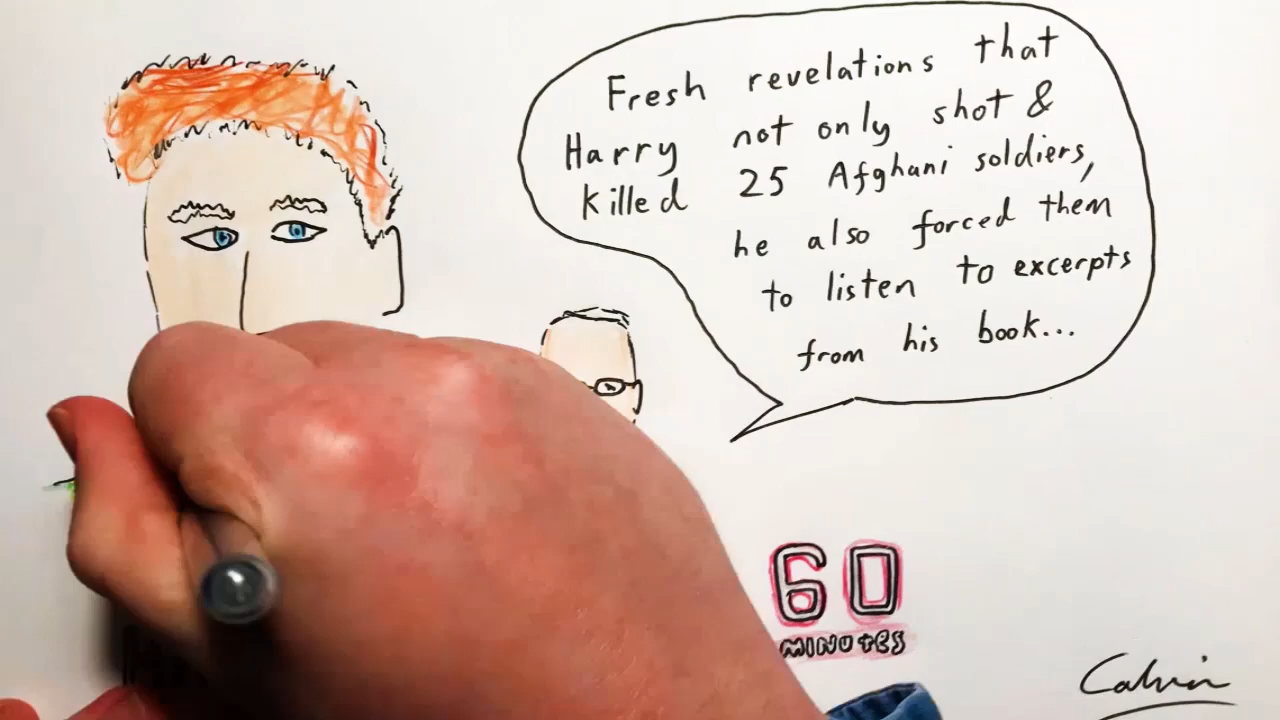 Fresh revelations that
Harry not only shot &
killed 25 Afghani soldiers,
he also forced them
to listen to excerpts
from his book...
60
MINUTES
Calvin